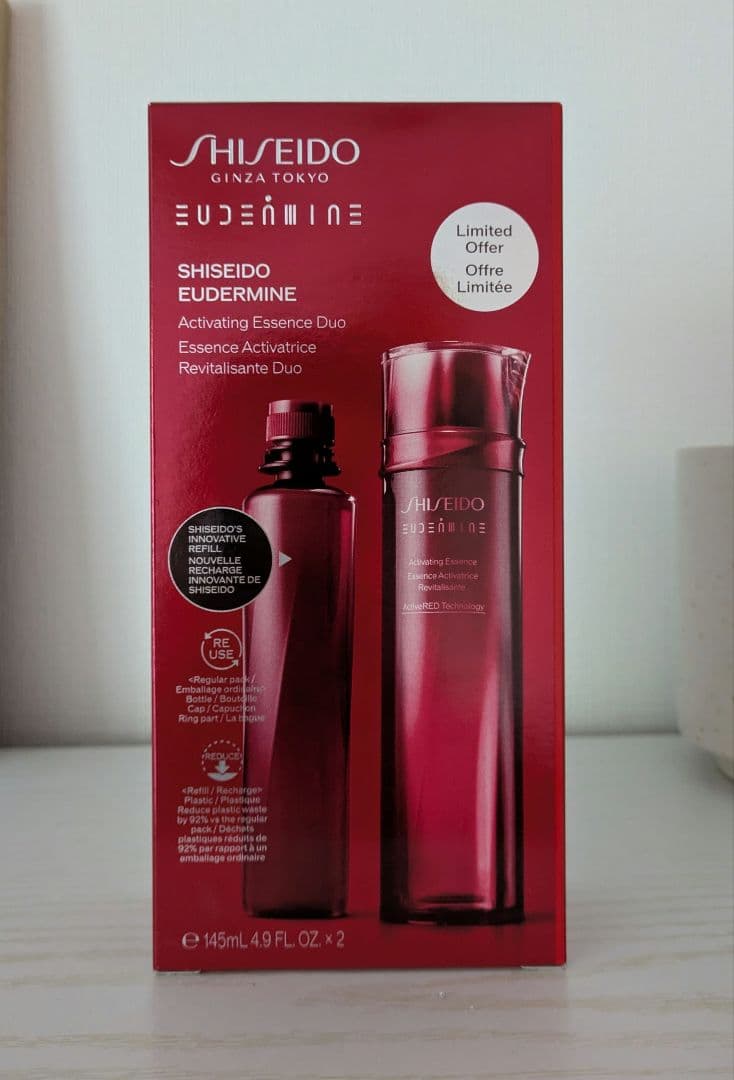 SHISEIDO
GINZA TOKYO
EUDERMINE
SHISEIDO
EUDERMINE
Activating Essence Duo
Essence Activatrice
Revitalisante Duo
Limited
Offer
Offre
Limitée
SHISEIDO
EUDERMINE
Activating Essence
Essence Activatrice
Revitalisante
ActiveRED Technology
SHISEIDO'S
INNOVATIVE
REFILL
NOUVELLE
RECHARGE
INNOVANTE DE
SHISEIDO
RE
USE
<Regular pack /
Emballage ordinaire>
Bottle / Bouteille
Cap / Capuchon
Ring part / La bague
REDUCE
<Refill / Recharge>
Plastic / Plastique
Reduce plastic waste
by 92% vs the regular
pack / Déchets
plastiques réduits de
92% par rapport à un
emballage ordinaire
℮ 145mL 4.9 FL. OZ. × 2